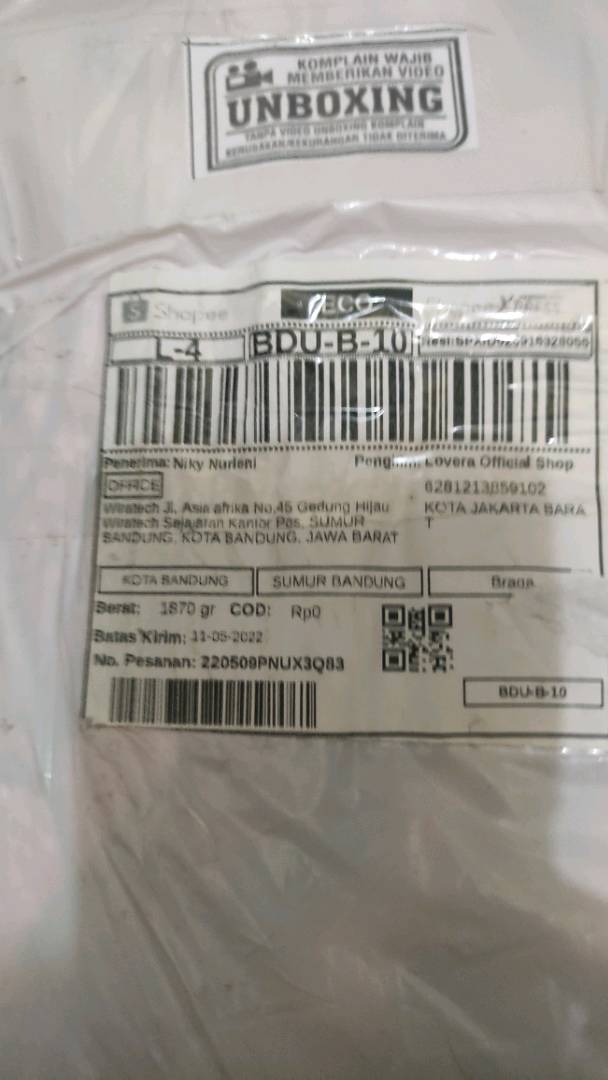 KOMPLAIN WAJIB
MEMBERIKAN VIDEO
UNBOXING
TANPA VIDEO UNBOXING KOMPLAIN
KERUSAKAN/KEKURANGAN TIDAK DITERIMA
Shopee ECO
L-4 BDU-B-10
Penerima: Niky Nurleni
OFFICE
Wiratech Jl. Asia afrika No.45 Gedung Hijau
Wiratech Sejajaran Kantor Pos, SUMUR
BANDUNG, KOTA BANDUNG, JAWA BARAT
Lovera Official Shop
6281213859102
KOTA JAKARTA BARA
T
KOTA BANDUNG SUMUR BANDUNG Braga
Berat: 1870 gr COD: Rp0
Batas Kirim: 11-05-2022
No. Pesanan: 220509PNUX3Q83
BDU-B-10